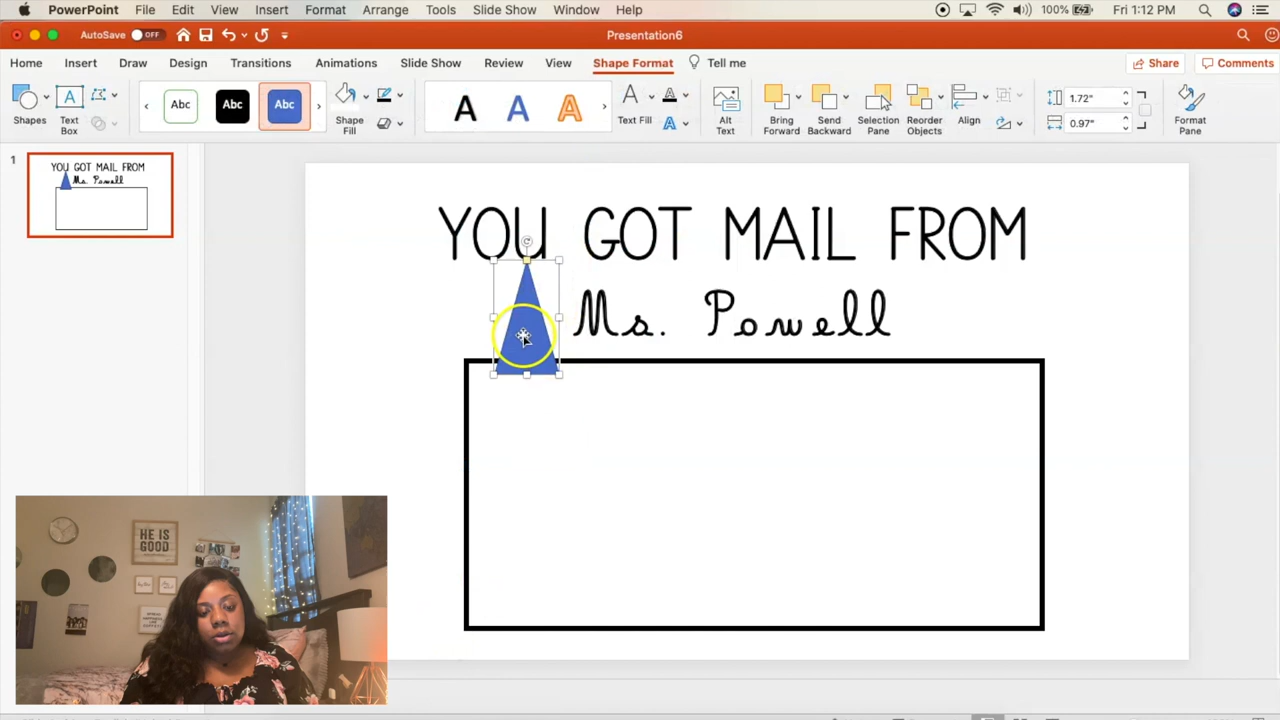 PowerPoint File Edit View Insert Format Arrange Tools Slide Show Window Help 100% Fri 1:12 PM
AutoSave OFF Presentation6
Home Insert Draw Design Transitions Animations Slide Show Review View Shape Format Tell me Share Comments
Abc Abc Abc A A A A A A 1.72"
0.97"
Shapes Text Box Shape Fill Text Fill Alt Text Bring Forward Send Backward Selection Pane Reorder Objects Align Format Pane
1
YOU GOT MAIL FROM
Ms. Powell
YOU GOT MAIL FROM
Ms. Powell
HE IS
GOOD